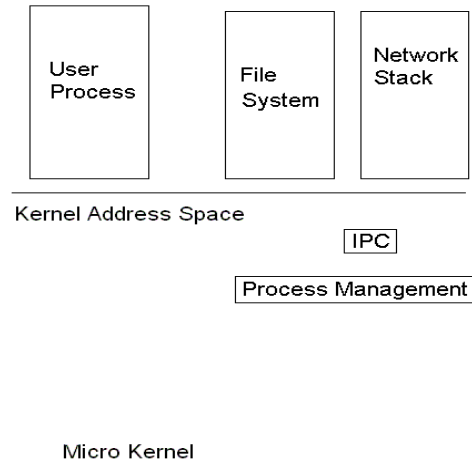 User
Process
File
System
Network
Stack
Kernel Address Space
IPC
Process Management
Micro Kernel